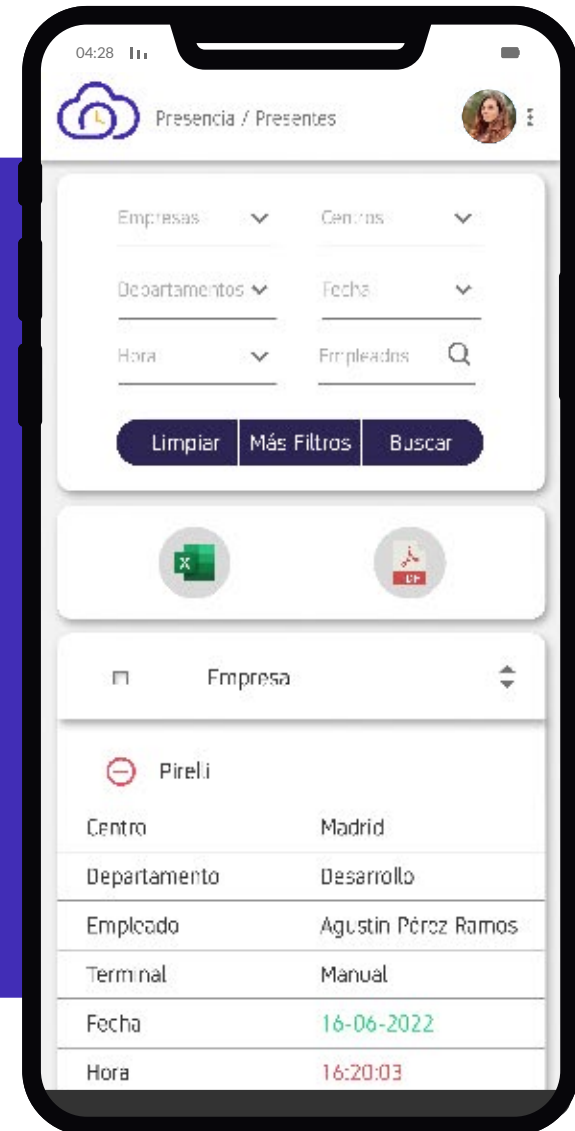 04:28
Presencia / Presentes
Empresas Centros
Departamentos Fecha
Hora Empleados
Limpiar Más Filtros Buscar
X
Empresa
Pirelli
Centro Madrid
Departamento Desarrollo
Empleado Agustín Pérez Ramos
Terminal Manual
Fecha 16-06-2022
Hora 16:20:03